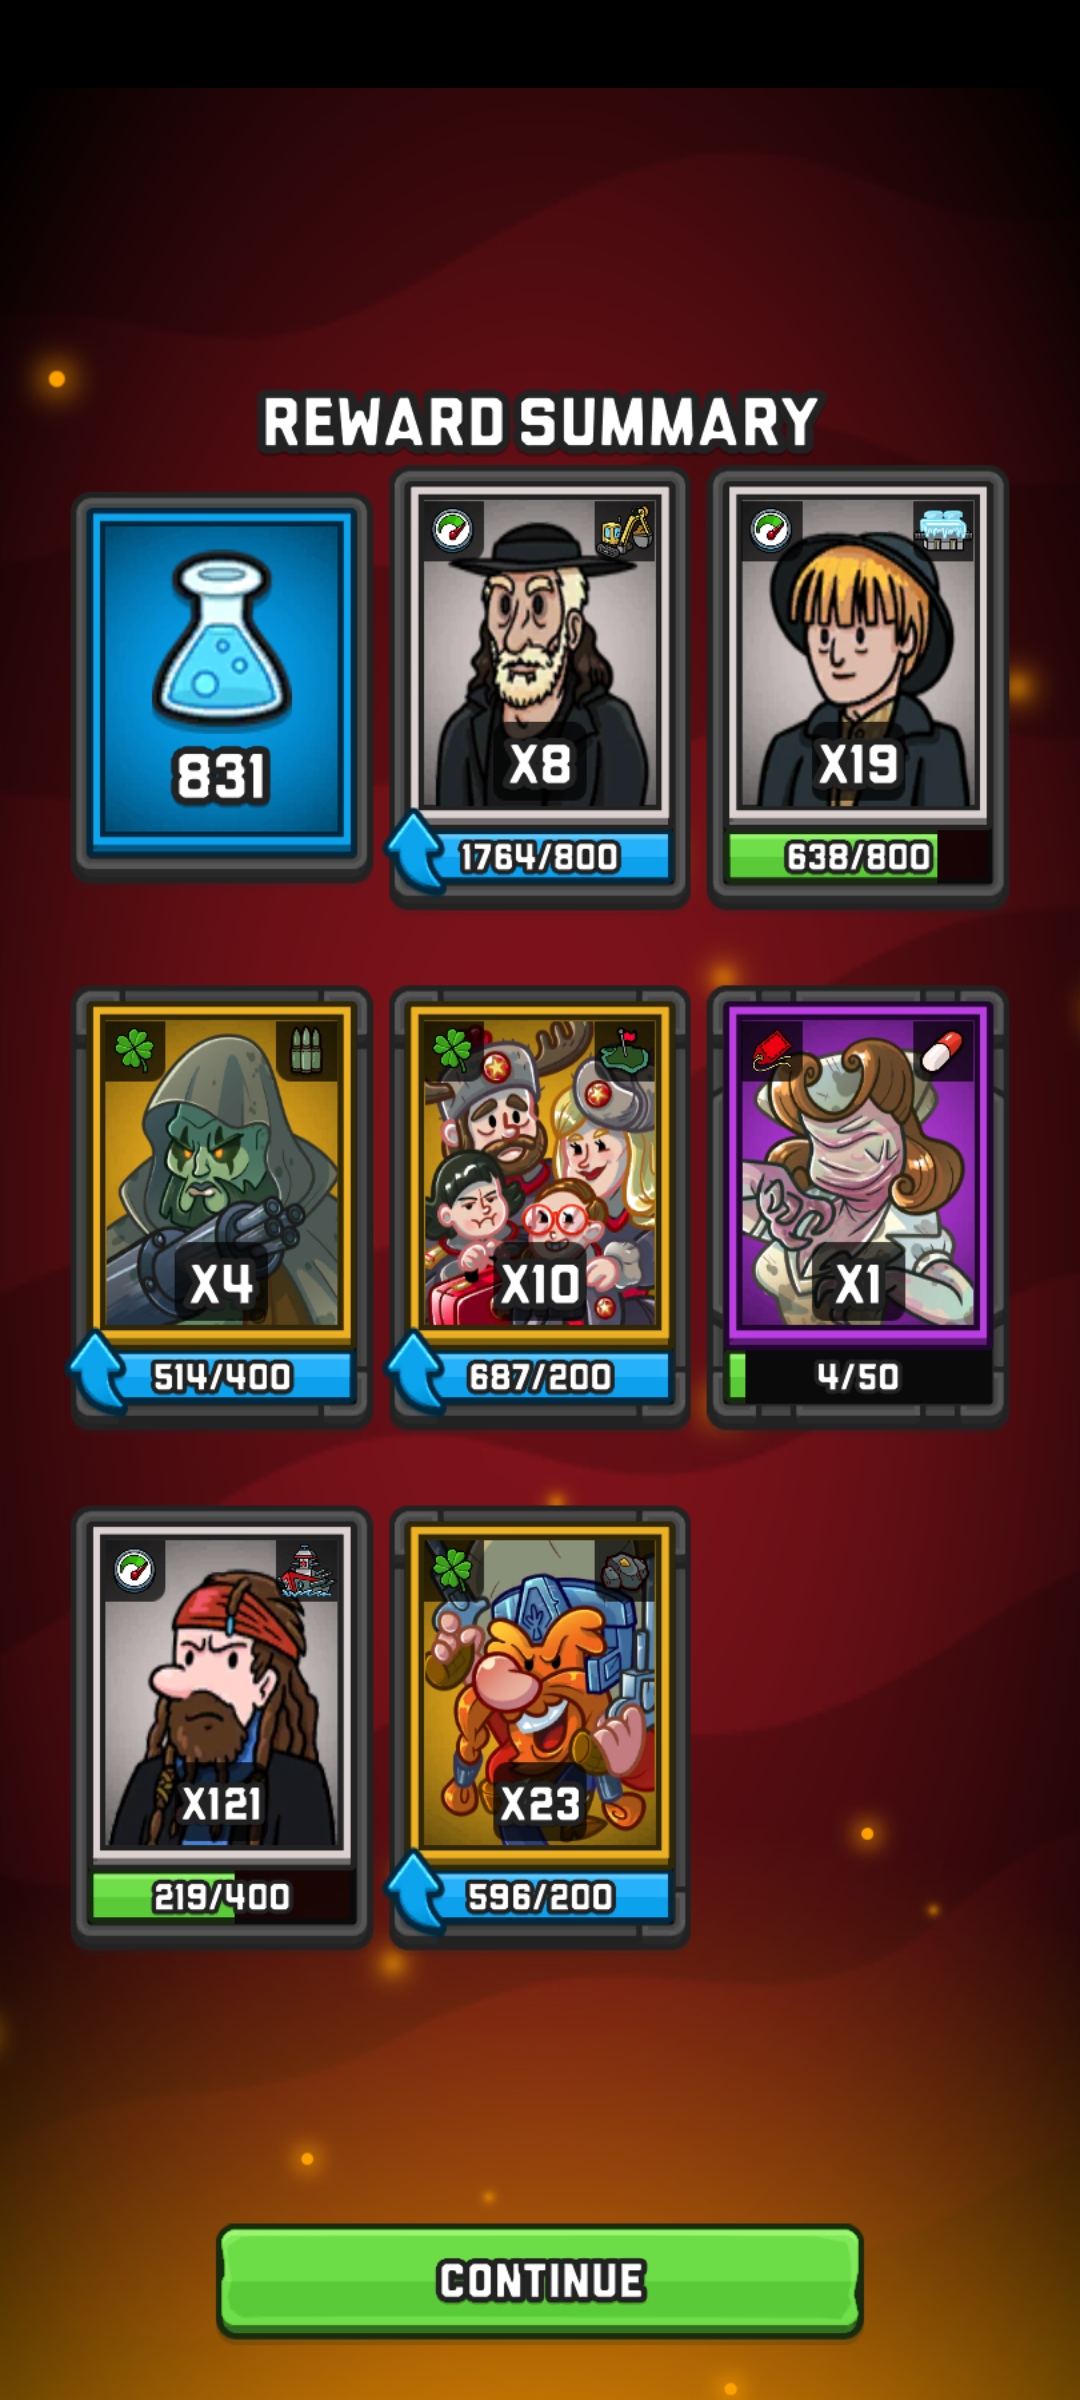 REWARD SUMMARY
831
X8
1764/800
X19
638/800
X4
514/400
X10
687/200
X1
4/50
X121
219/400
X23
596/200
CONTINUE